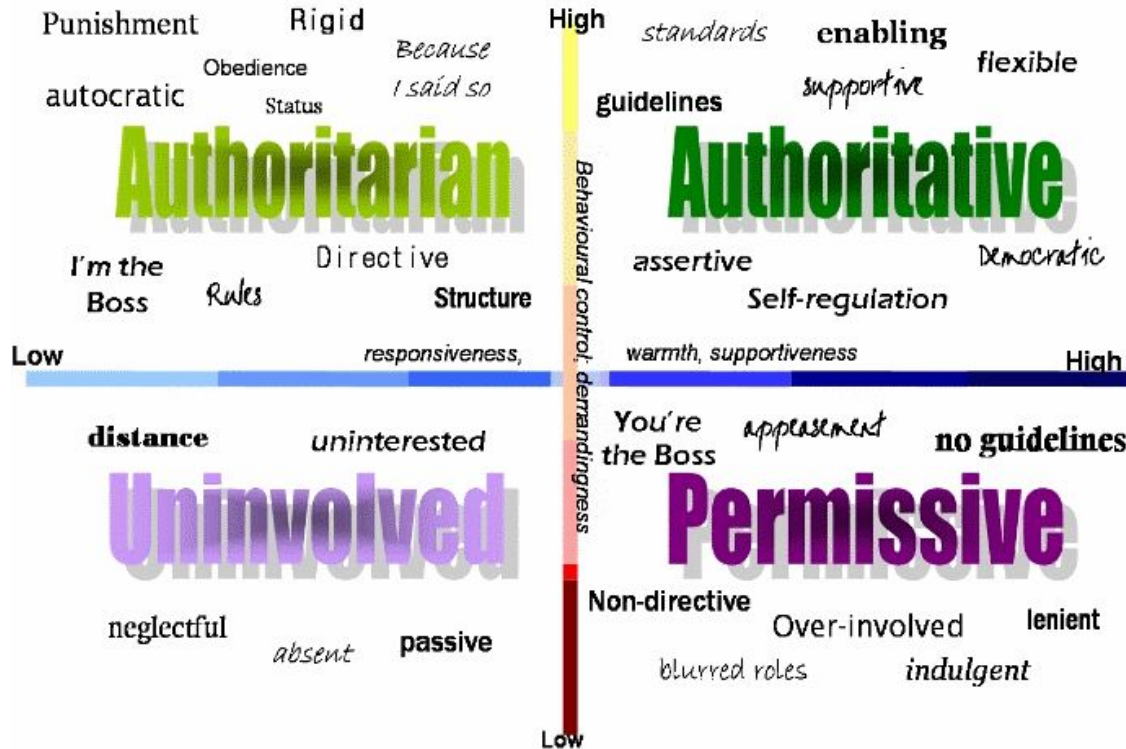 Punishment
Rigid
Because
I said so
Obedience
autocratic
Status
Authoritarian
I'm the
Boss
Rules
Directive
Structure
High
standards
enabling
flexible
supportive
guidelines
Authoritative
assertive
Democratic
Self-regulation
Behavioural control, demandingness
Low
responsiveness,
warmth, supportiveness
High
distance
uninterested
Uninvolved
neglectful
absent
passive
You're
the Boss
appeasement
no guidelines
Permissive
Non-directive
Over-involved
lenient
blurred roles
indulgent
Low